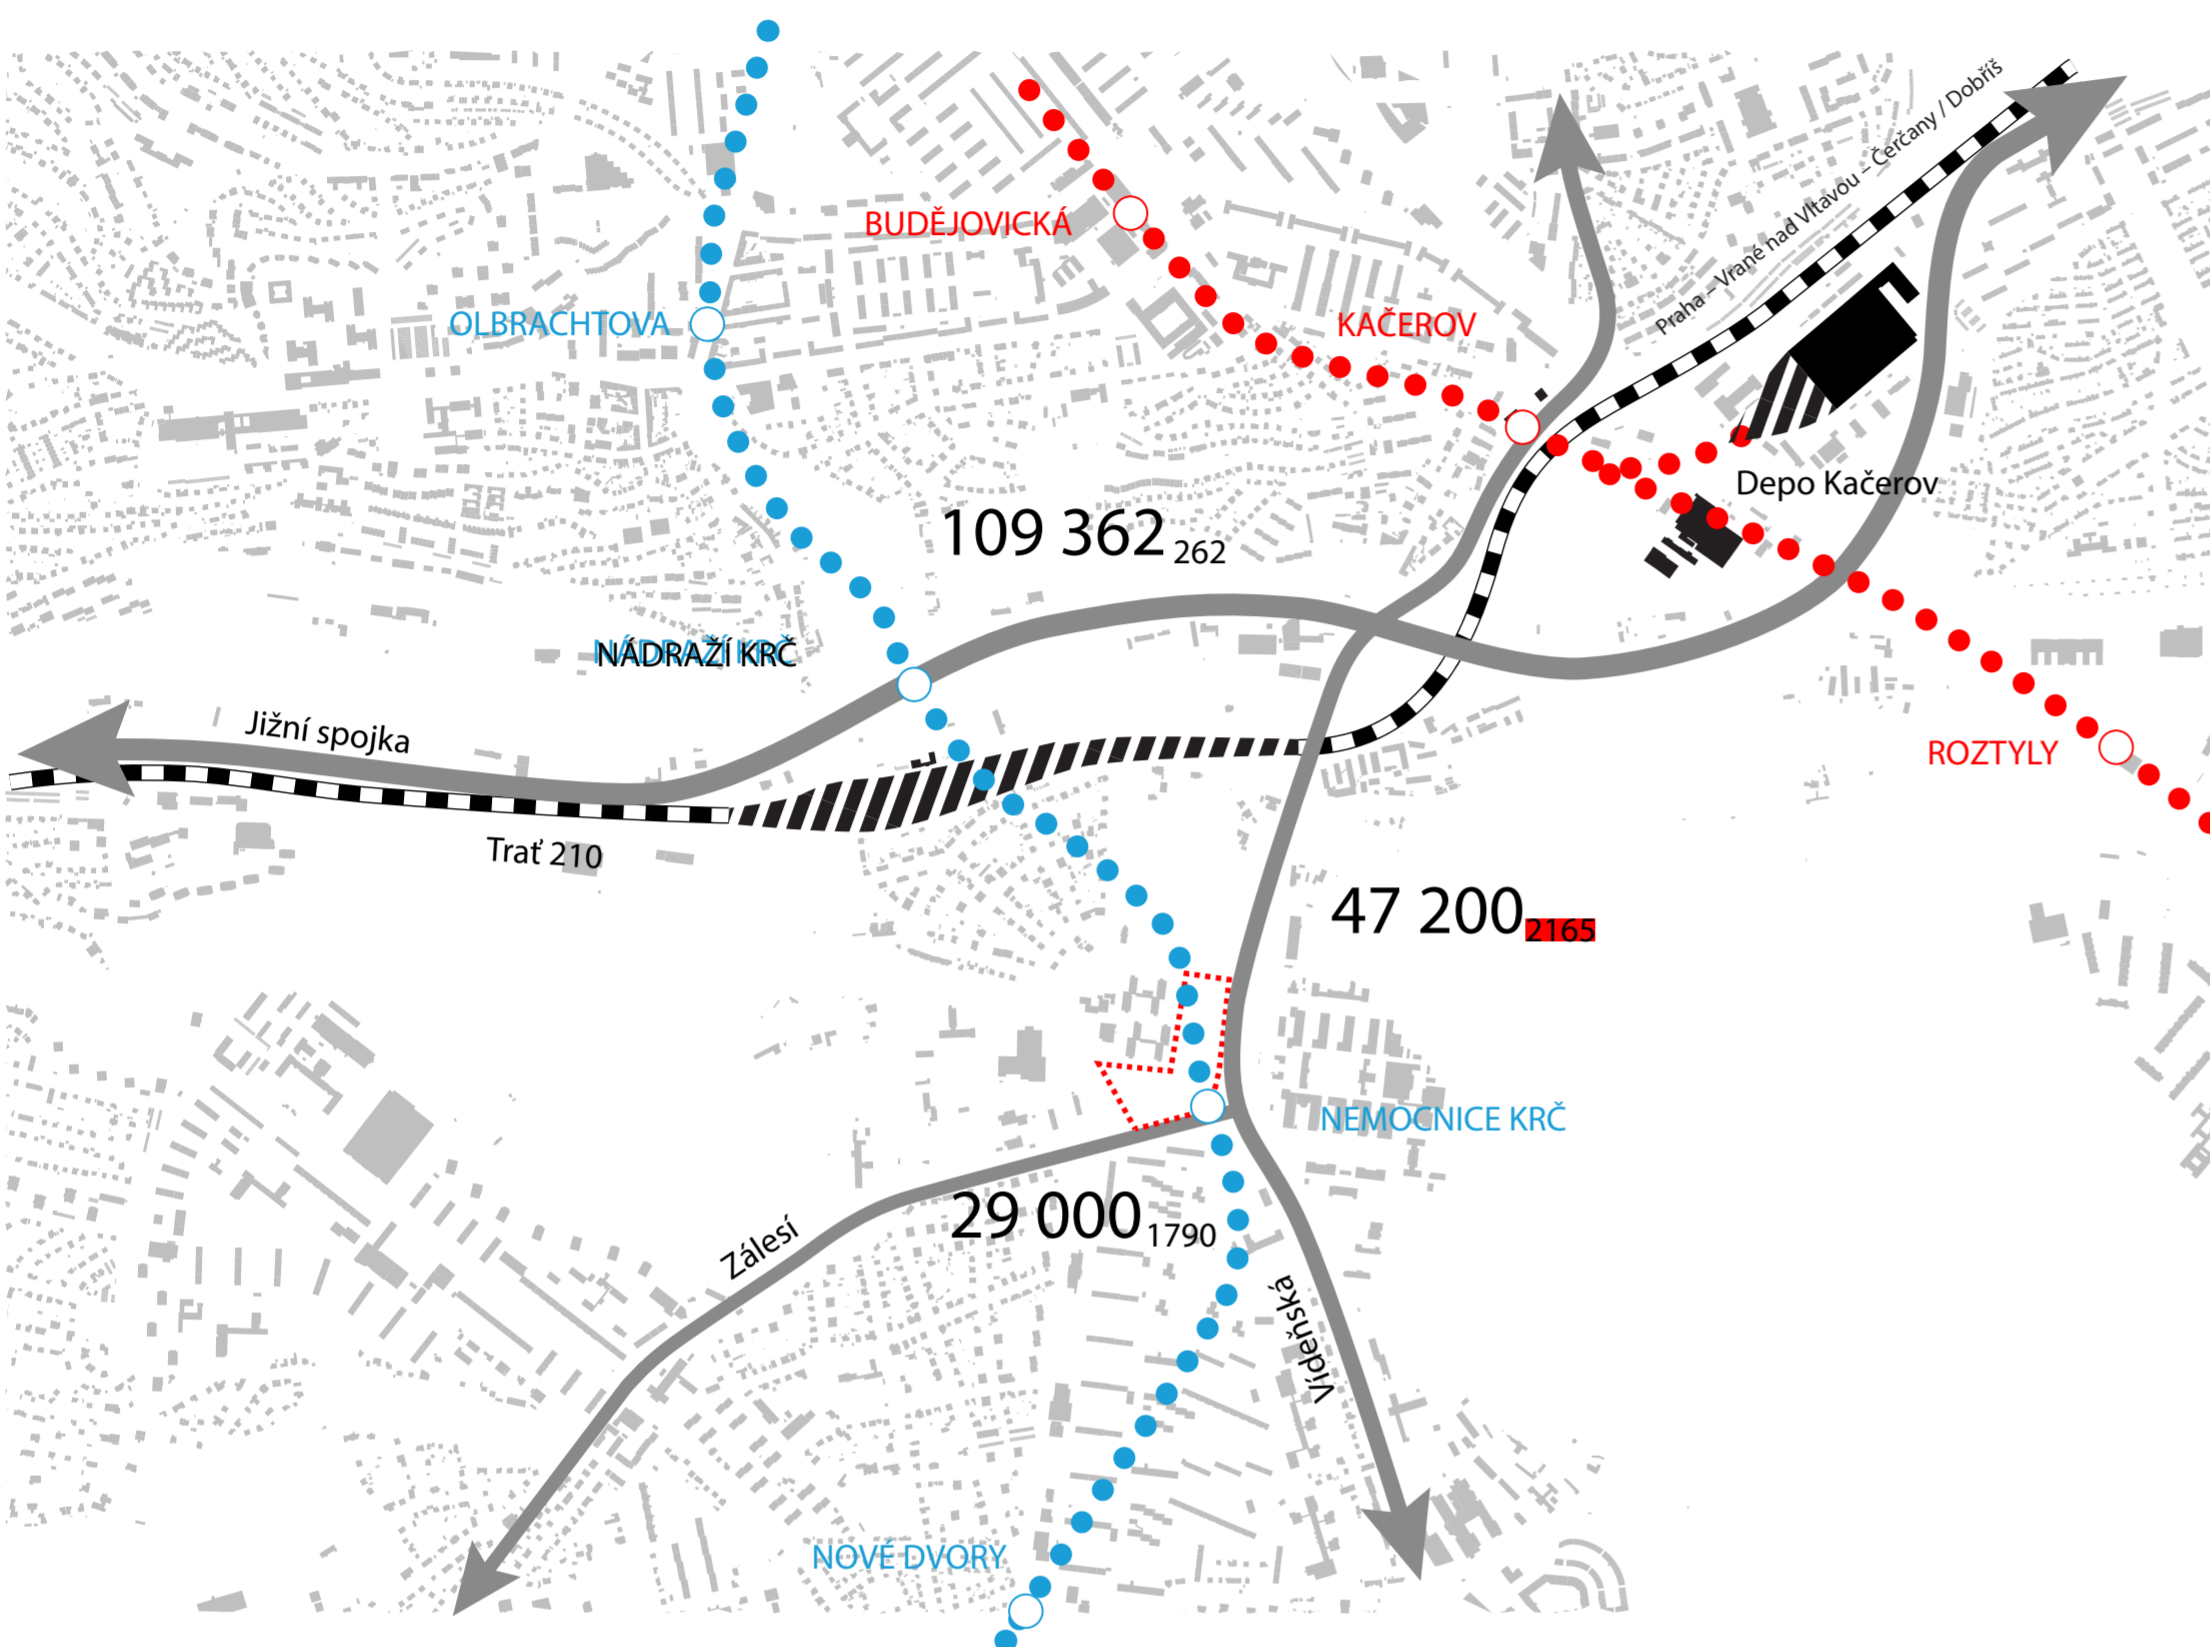 Praha – Vrané nad Vltavou – Čerčany / Dobříš
BUDĚJOVICKÁ
OLBRACHTOVA
KAČEROV
Depo Kačerov
109 362 262
NÁDRAŽÍ KRČ
Jižní spojka
ROZTYLY
Trať 210
47 200 2165
NEMOCNICE KRČ
29 000 1790
Zálesí
Vídeňská
NOVÉ DVORY